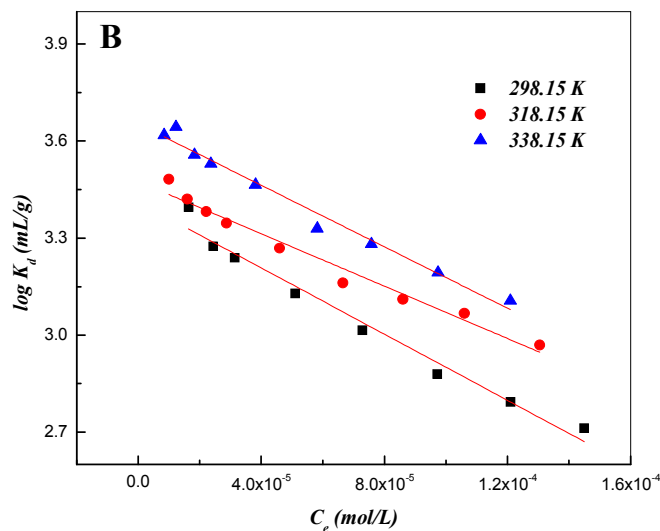 B
3.9
3.6
3.3
3.0
2.7
log K_d (mL/g)
298.15 K
318.15 K
338.15 K
0.0
4.0x10⁻⁵
8.0x10⁻⁵
1.2x10⁻⁴
1.6x10⁻⁴
C_e (mol/L)